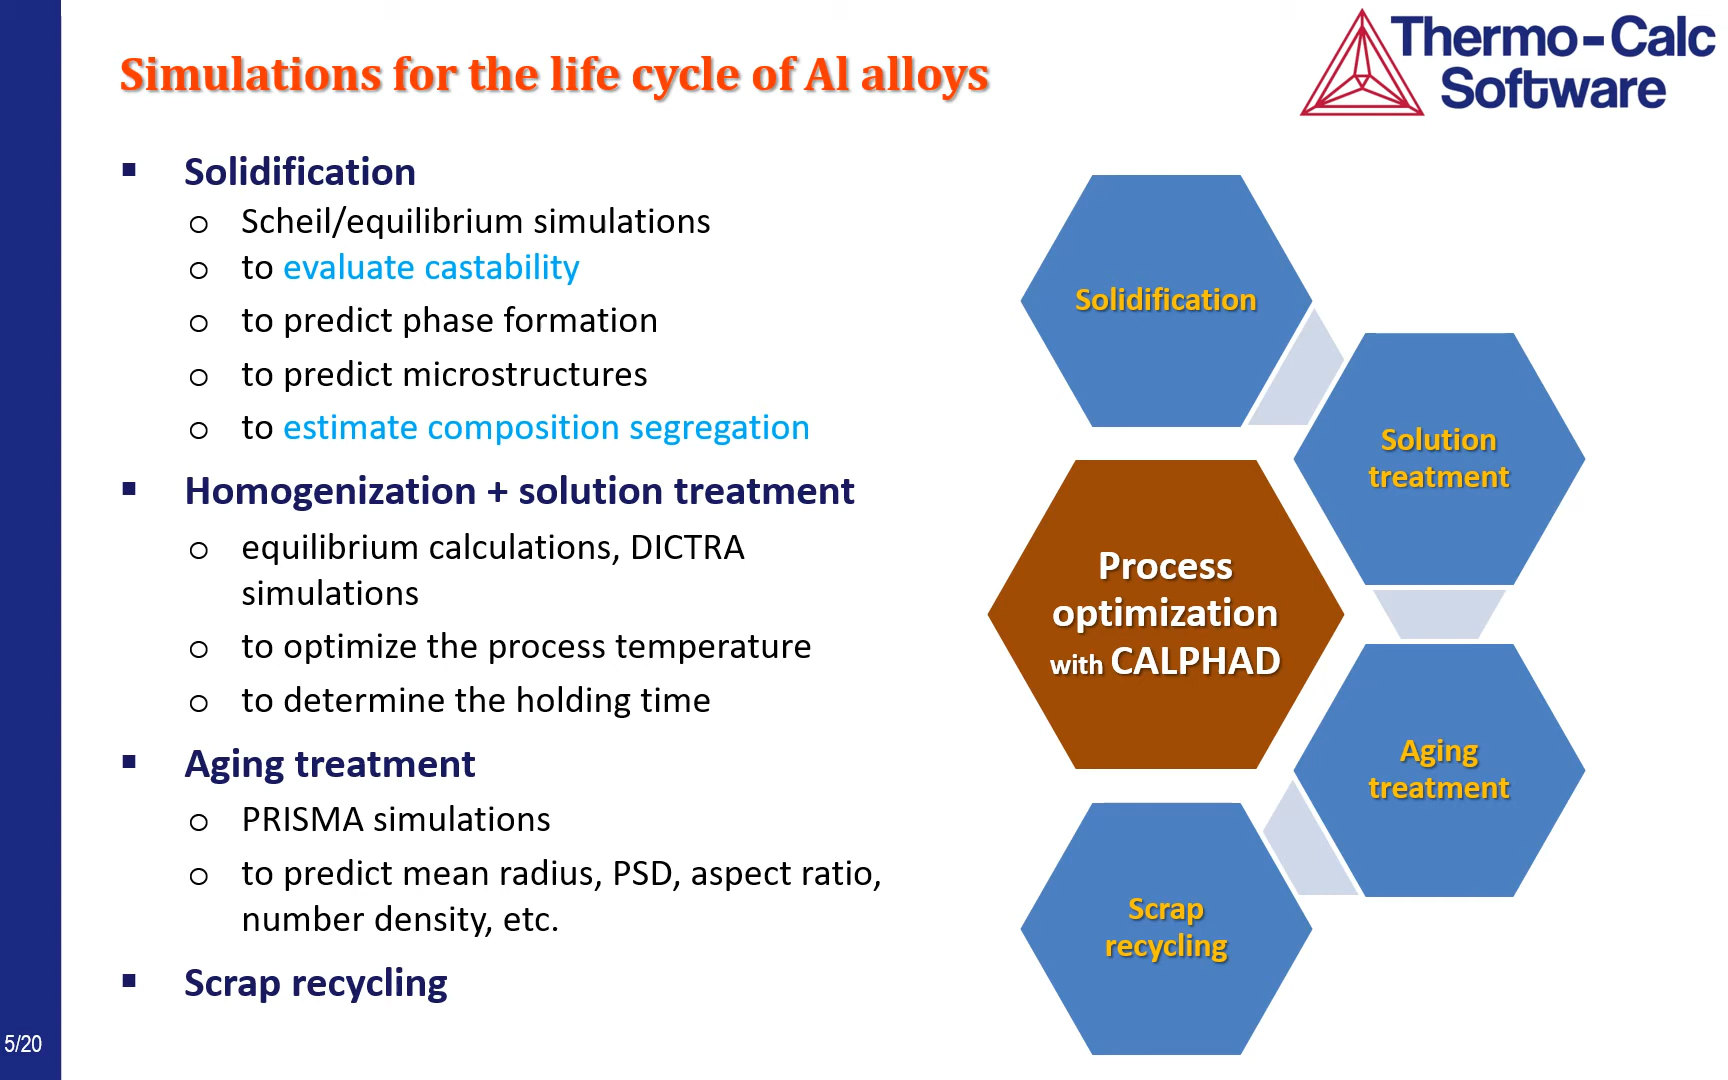 Simulations for the life cycle of Al alloys
Thermo-Calc
Software
▪ Solidification
o Scheil/equilibrium simulations
o to evaluate castability
o to predict phase formation
o to predict microstructures
o to estimate composition segregation
▪ Homogenization + solution treatment
o equilibrium calculations, DICTRA
simulations
o to optimize the process temperature
o to determine the holding time
▪ Aging treatment
o PRISMA simulations
o to predict mean radius, PSD, aspect ratio,
number density, etc.
▪ Scrap recycling
Solidification
Solution
treatment
Process
optimization
with CALPHAD
Aging
treatment
Scrap
recycling
5/20